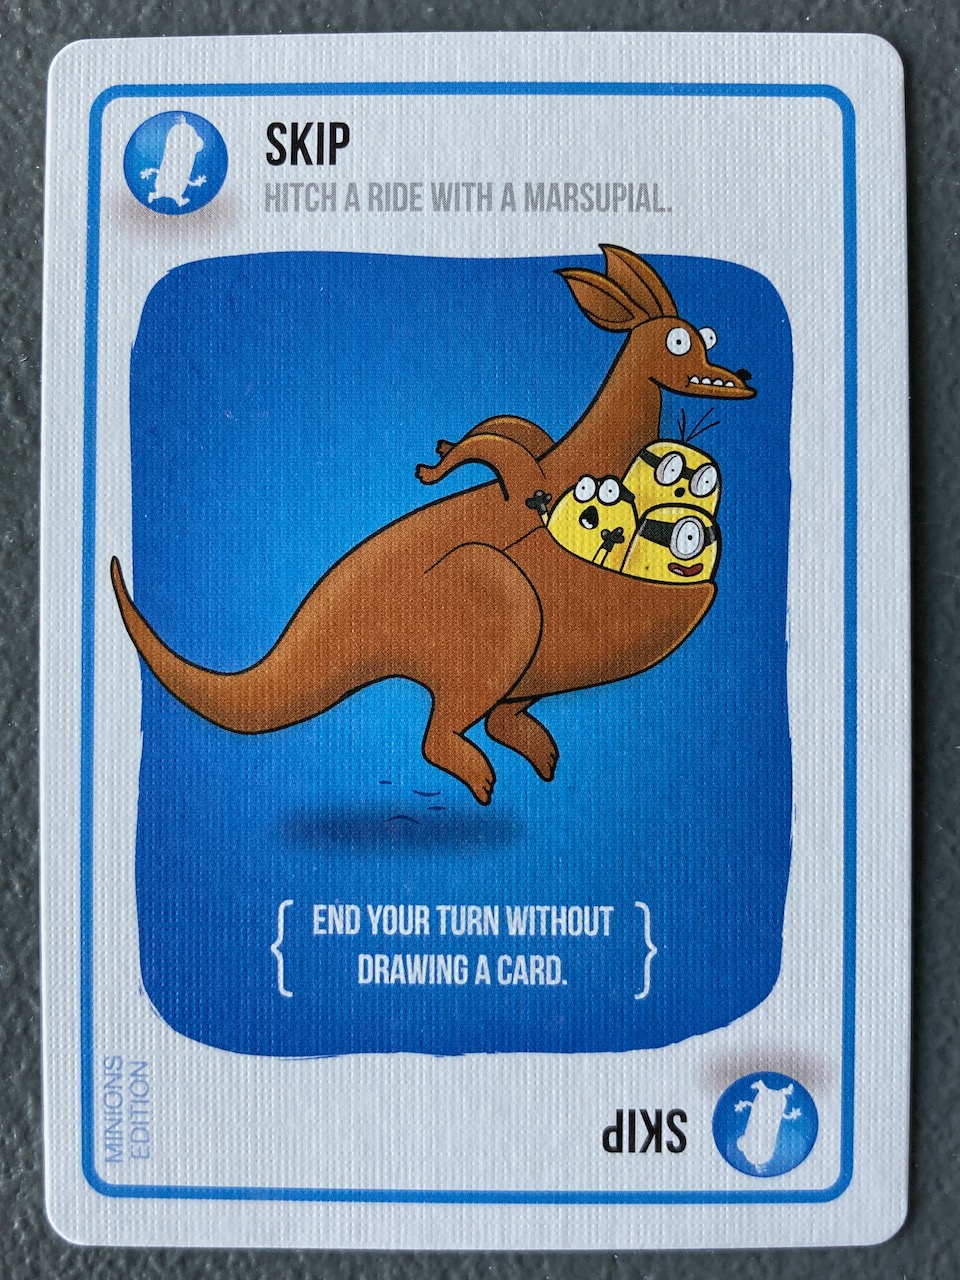 SKIP
HITCH A RIDE WITH A MARSUPIAL.
END YOUR TURN WITHOUT
DRAWING A CARD.
MINIONS
EDITION
SKIP